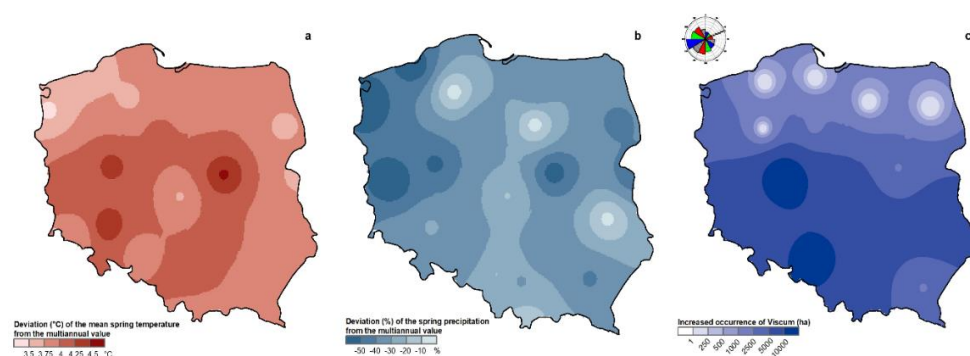 a
b
c
Deviation (°C) of the mean spring temperature
from the multiannual value
3.5 3.75 4 4.25 4.5 °C
Deviation (%) of the spring precipitation
from the multiannual value
-50 -40 -30 -20 -10 %
Increased occurrence of Viscum (ha)
1 250 500 1000 2500 5000 10000